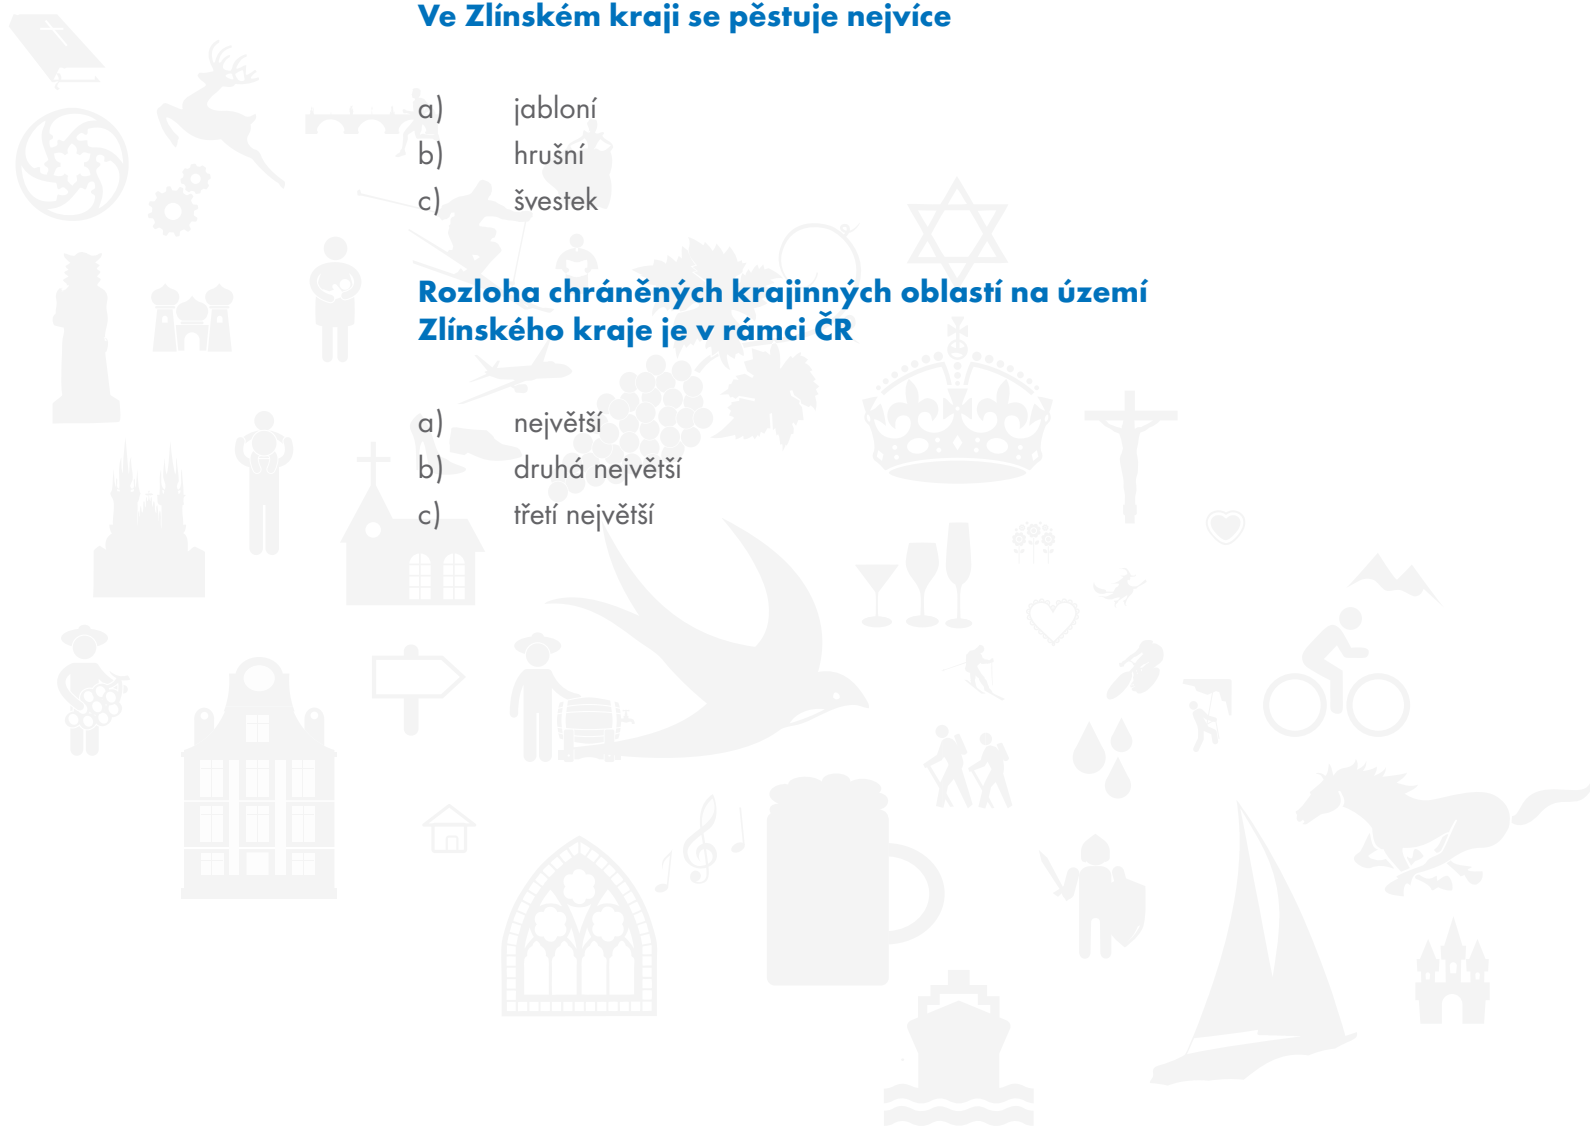 Ve Zlínském kraji se pěstuje nejvíce
a) jabloní
b) hrušní
c) švestek
Rozloha chráněných krajinných oblastí na území
Zlínského kraje je v rámci ČR
a) největší
b) druhá největší
c) třetí největší